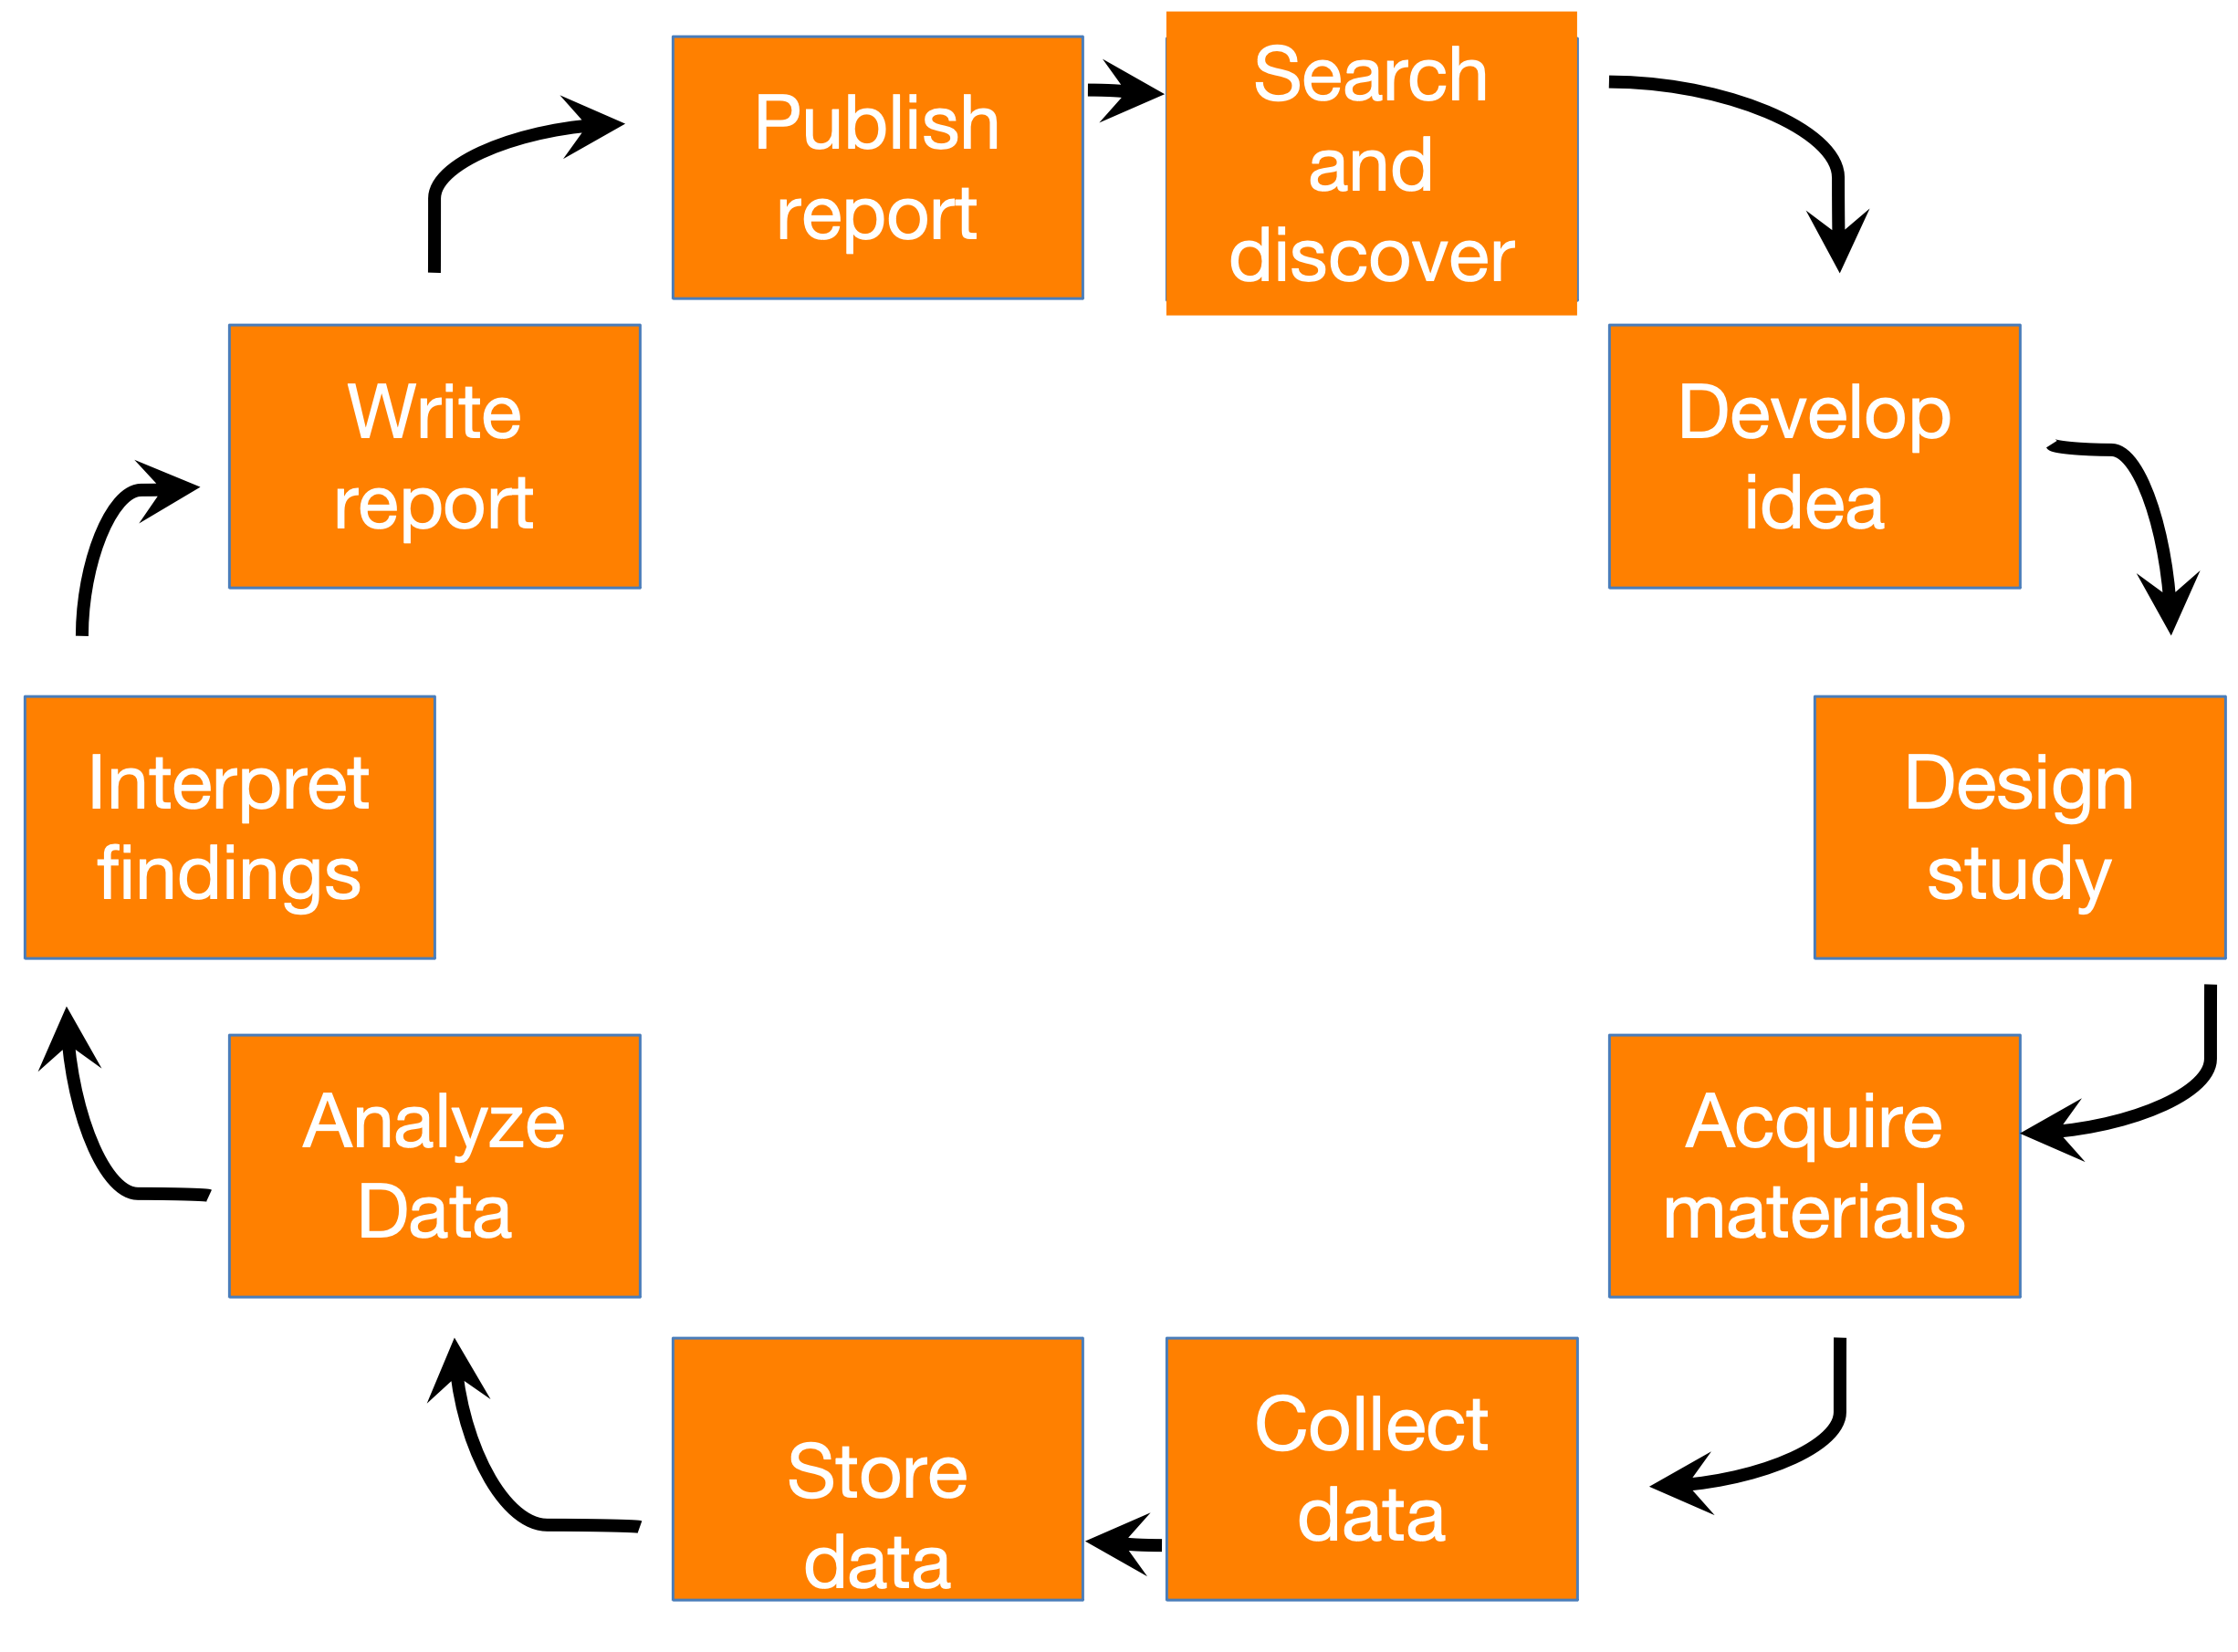 Publish
report
Search
and
discover
Write
report
Develop
idea
Interpret
findings
Design
study
Analyze
Data
Acquire
materials
Store
data
Collect
data